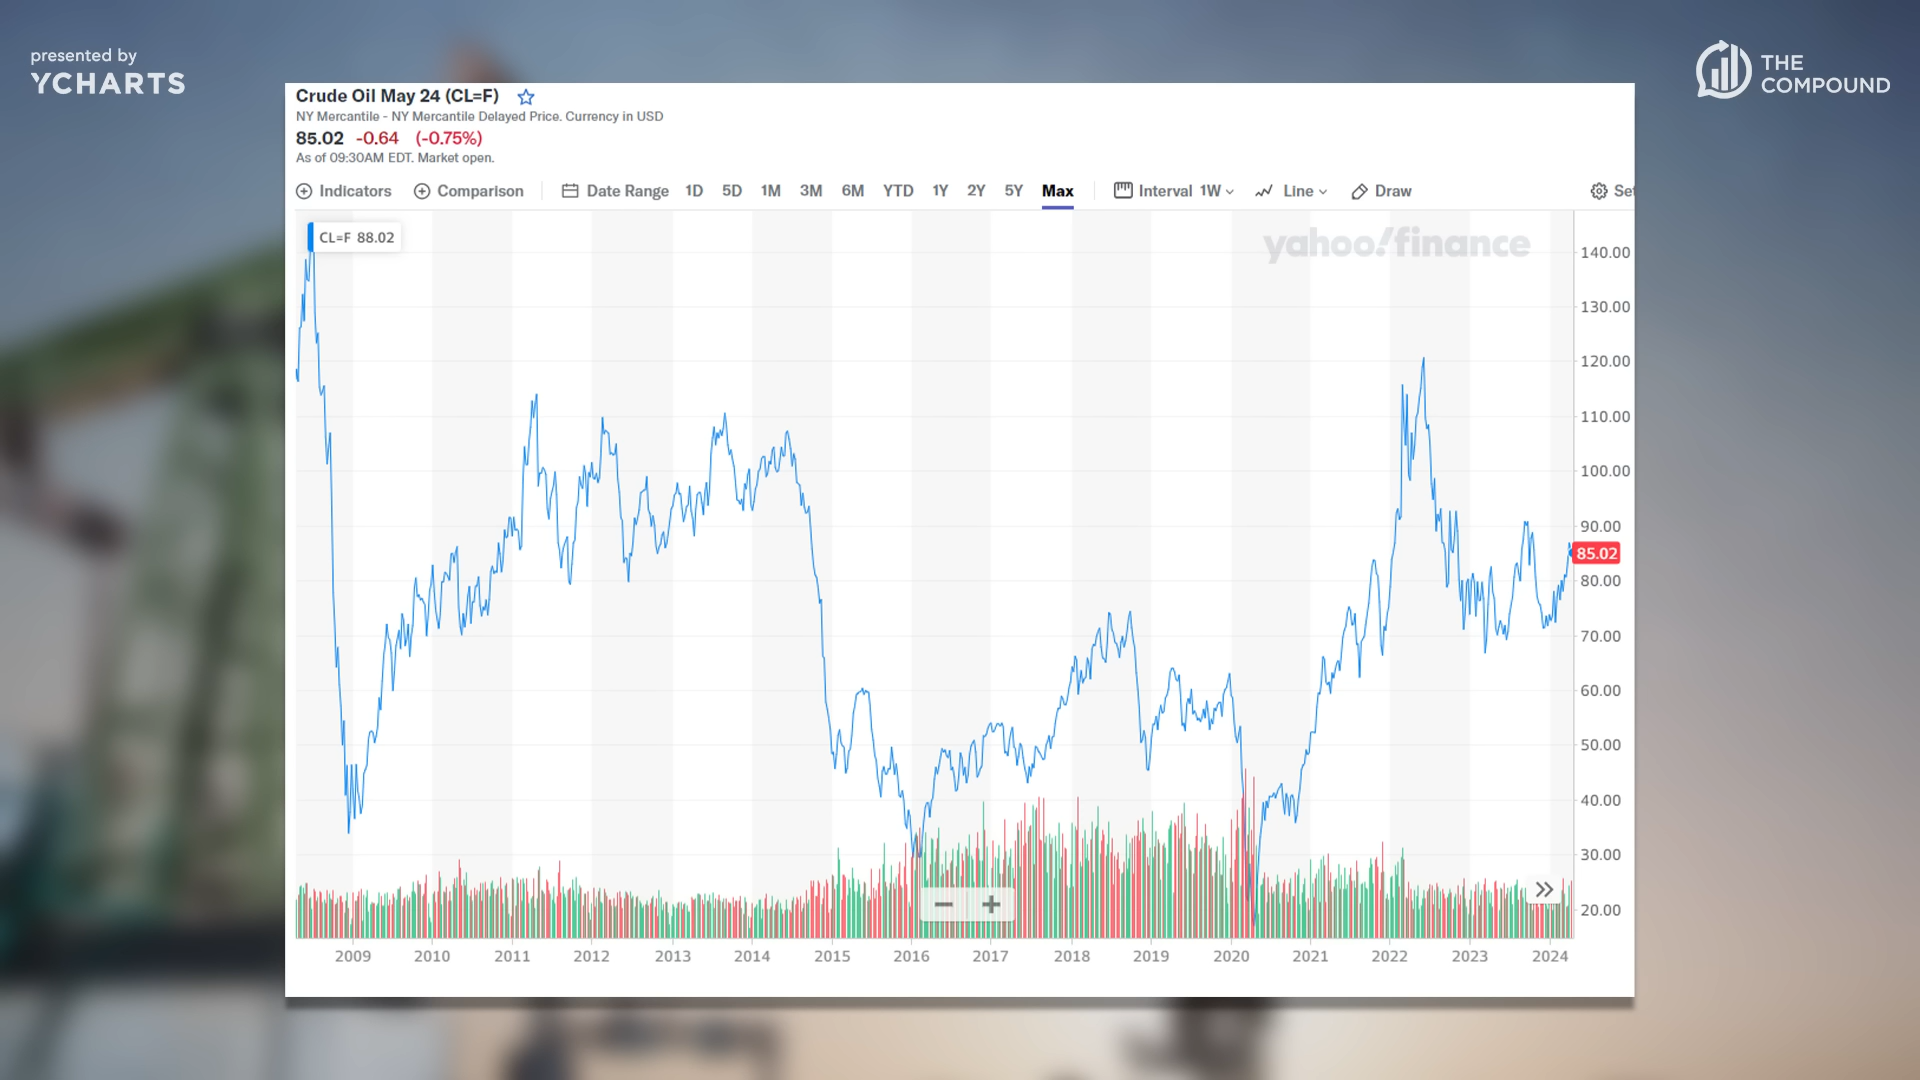 presented by
YCHARTS
THE
COMPOUND
Crude Oil May 24 (CL=F)
NY Mercantile - NY Mercantile Delayed Price. Currency in USD
85.02 -0.64 (-0.75%)
As of 09:30AM EDT. Market open.
Indicators Comparison Date Range 1D 5D 1M 3M 6M YTD 1Y 2Y 5Y Max Interval 1W Line Draw Set
CL=F 88.02
yahoo!finance
140.00
130.00
120.00
110.00
100.00
90.00
85.02
80.00
70.00
60.00
50.00
40.00
30.00
20.00
2009 2010 2011 2012 2013 2014 2015 2016 2017 2018 2019 2020 2021 2022 2023 2024